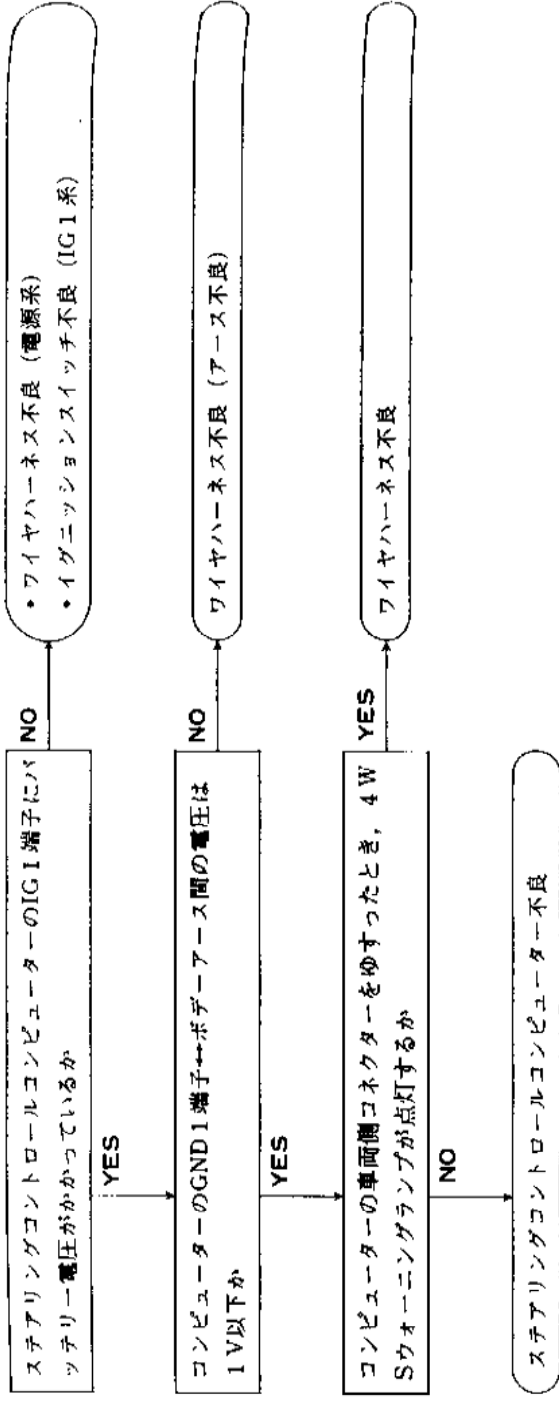 ステアリングコントロールコンピューターのIG1端子にバ
ッテリー電圧がかかっているか
NO
• ワイヤハーネス不良 (電源系)
• イグニッションスイッチ不良 (IG1系)
YES
コンピューターのGND1端子↔ボデーアース間の電圧は
1V以下か
NO
ワイヤハーネス不良 (アース不良)
YES
コンピューターの車両側コネクターをゆすったとき, 4W
Sウォーニングランプが点灯するか
YES
ワイヤハーネス不良
NO
ステアリングコントロールコンピューター不良